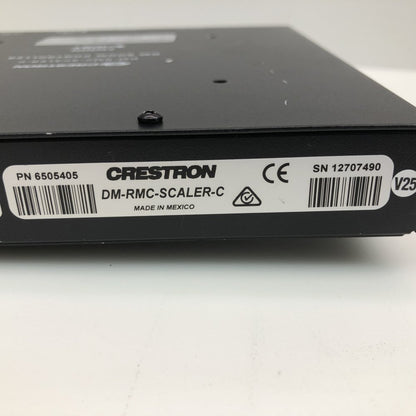 PN 6505405
CRESTRON
DM-RMC-SCALER-C
MADE IN MEXICO
CE
SN 12707490
V25